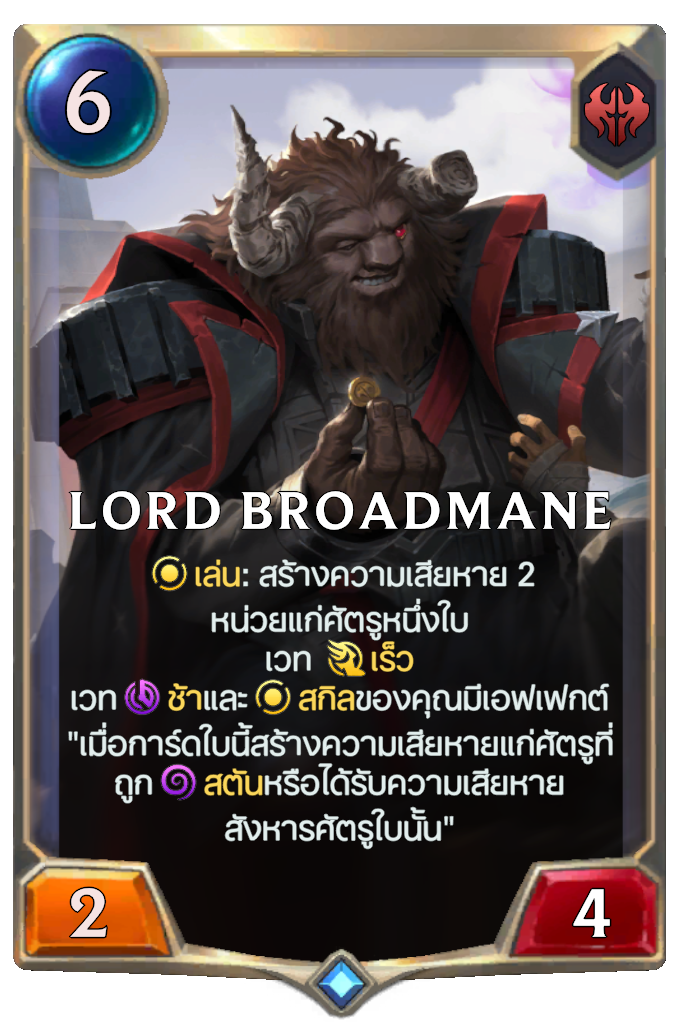 6
LORD BROADMANE
เล่น: สร้างความเสียหาย 2
หน่วยแก่ศัตรูหนึ่งใบ
เวท เร็ว
เวท ช้าและ สกิลของคุณมีเอฟเฟกต์
"เมื่อการ์ดใบนี้สร้างความเสียหายแก่ศัตรูที่
ถูก สตันหรือได้รับความเสียหาย
สังหารศัตรูใบนั้น"
2
4